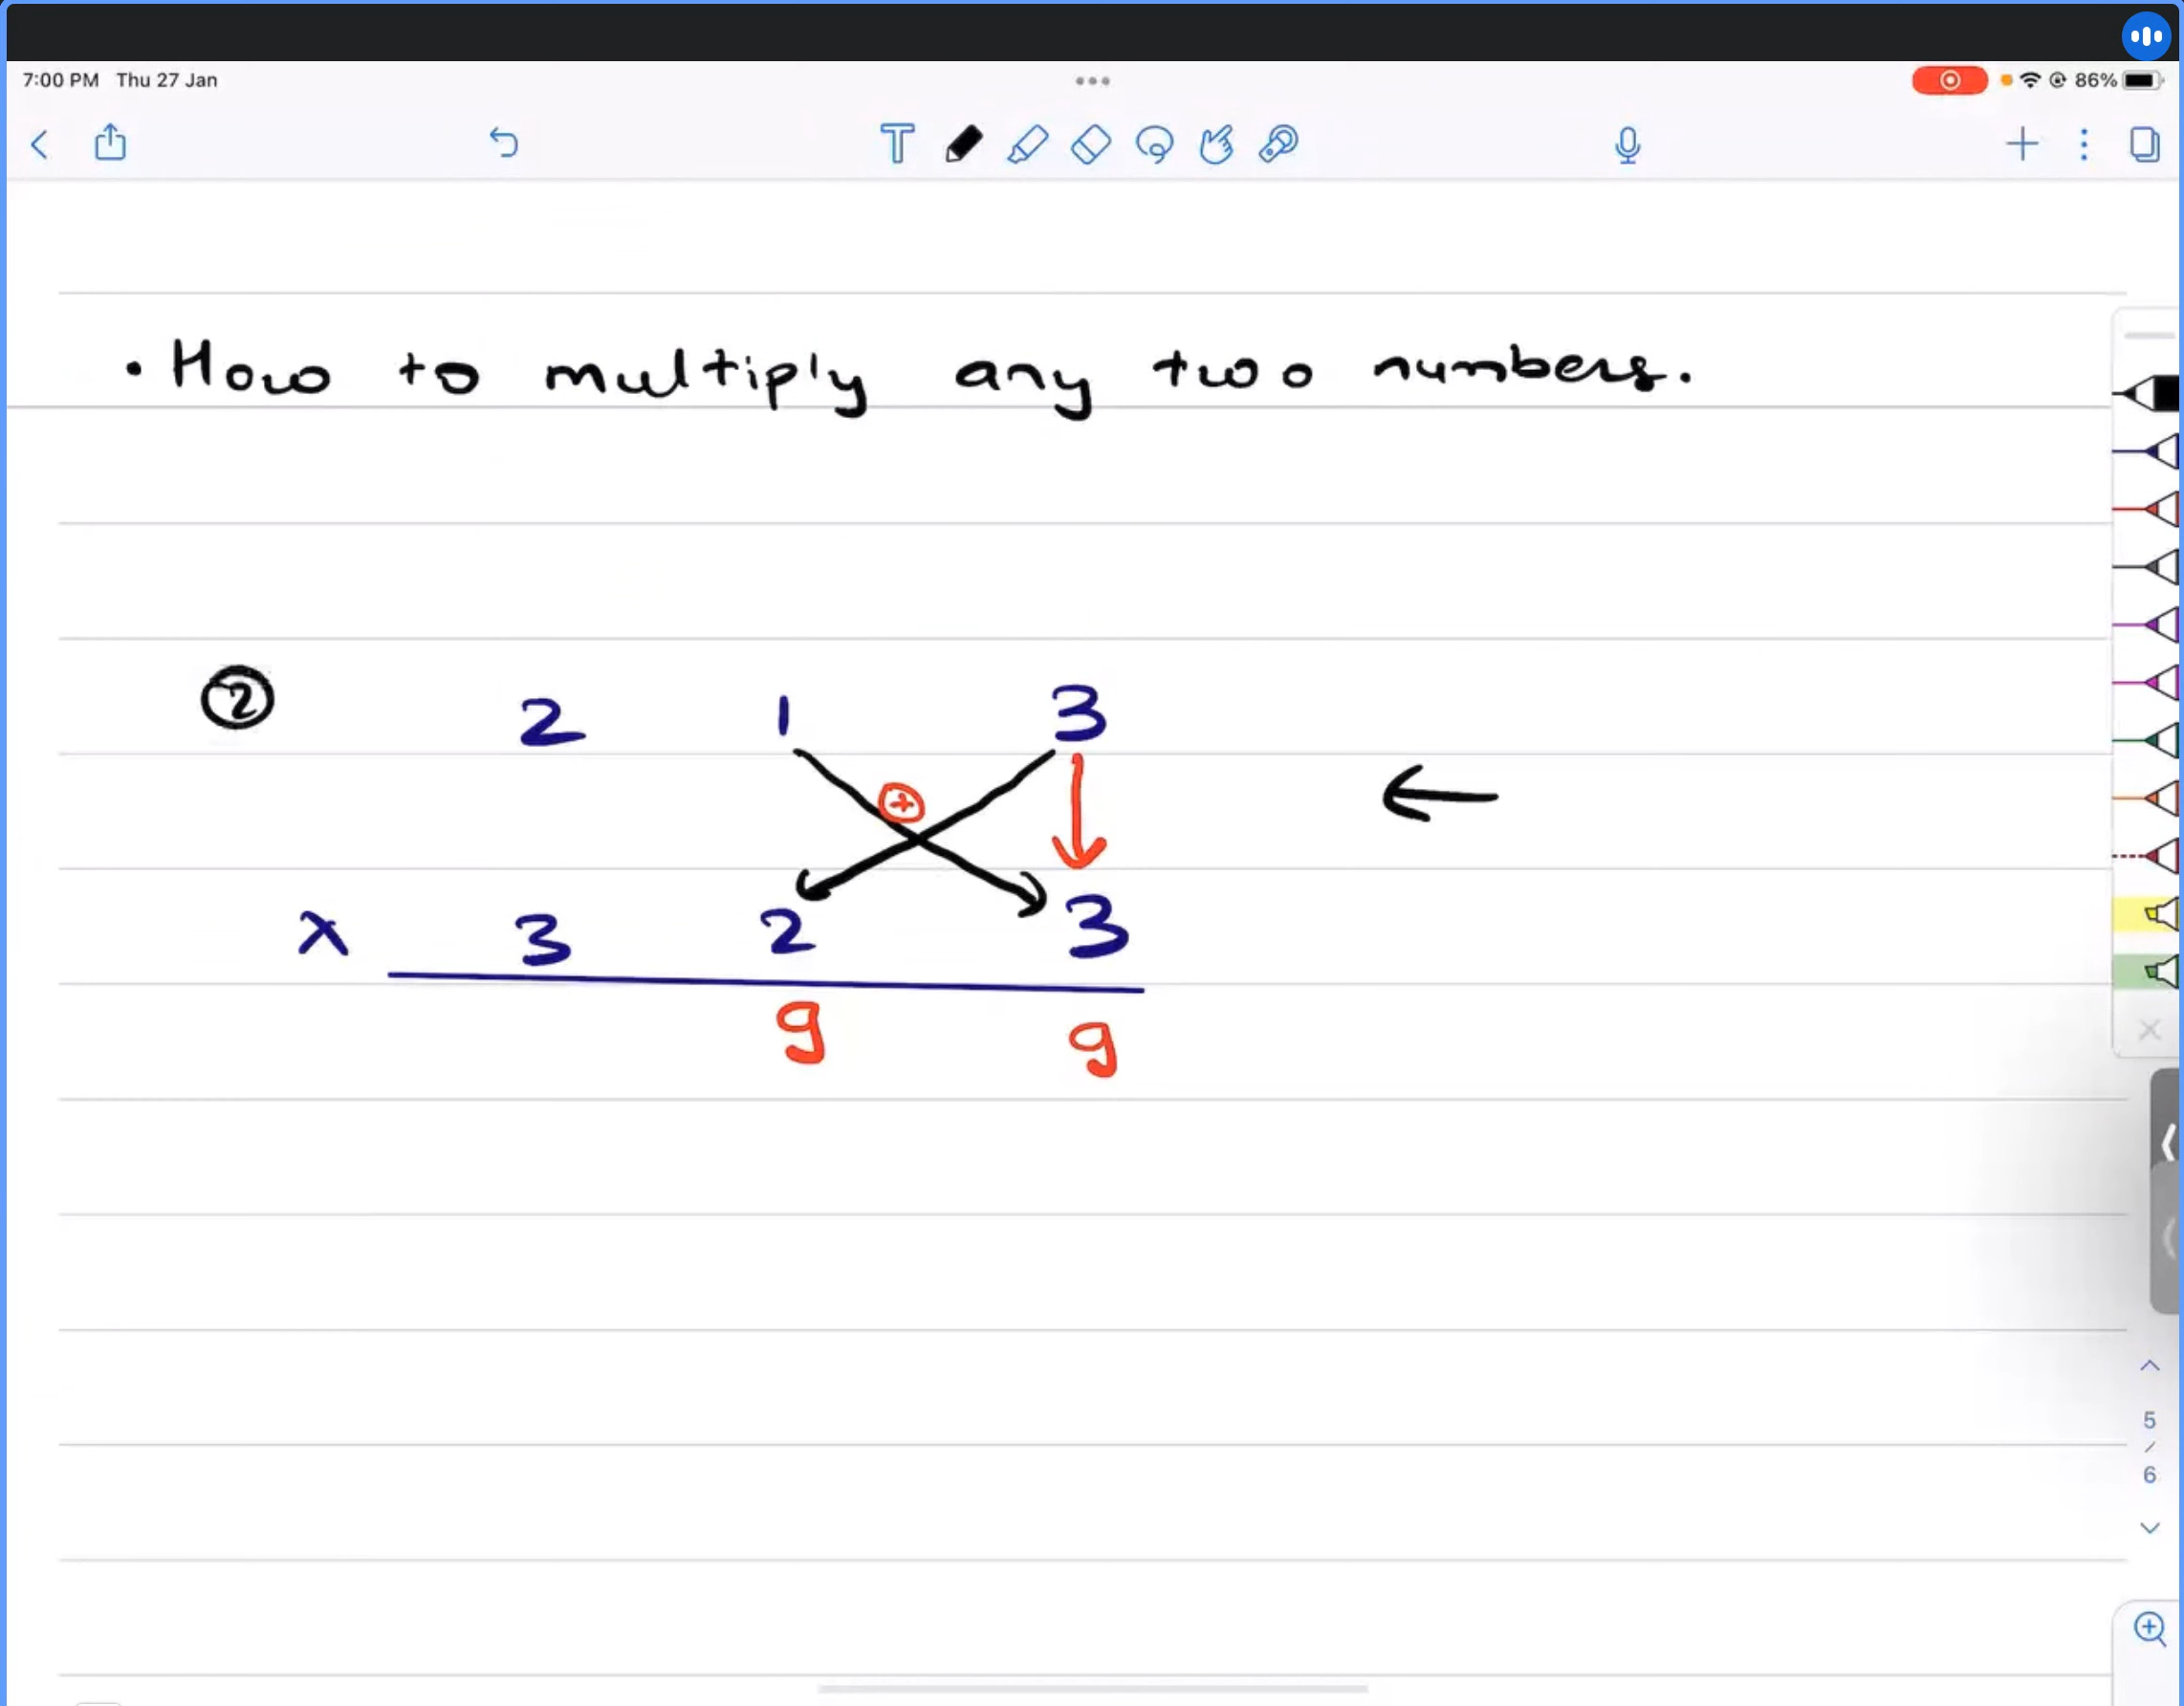 7:00 PM Thu 27 Jan 86%
T
• How to multiply any two numbers.
② 2 1 3
+
x 3 2 3
9 9
5
/
6